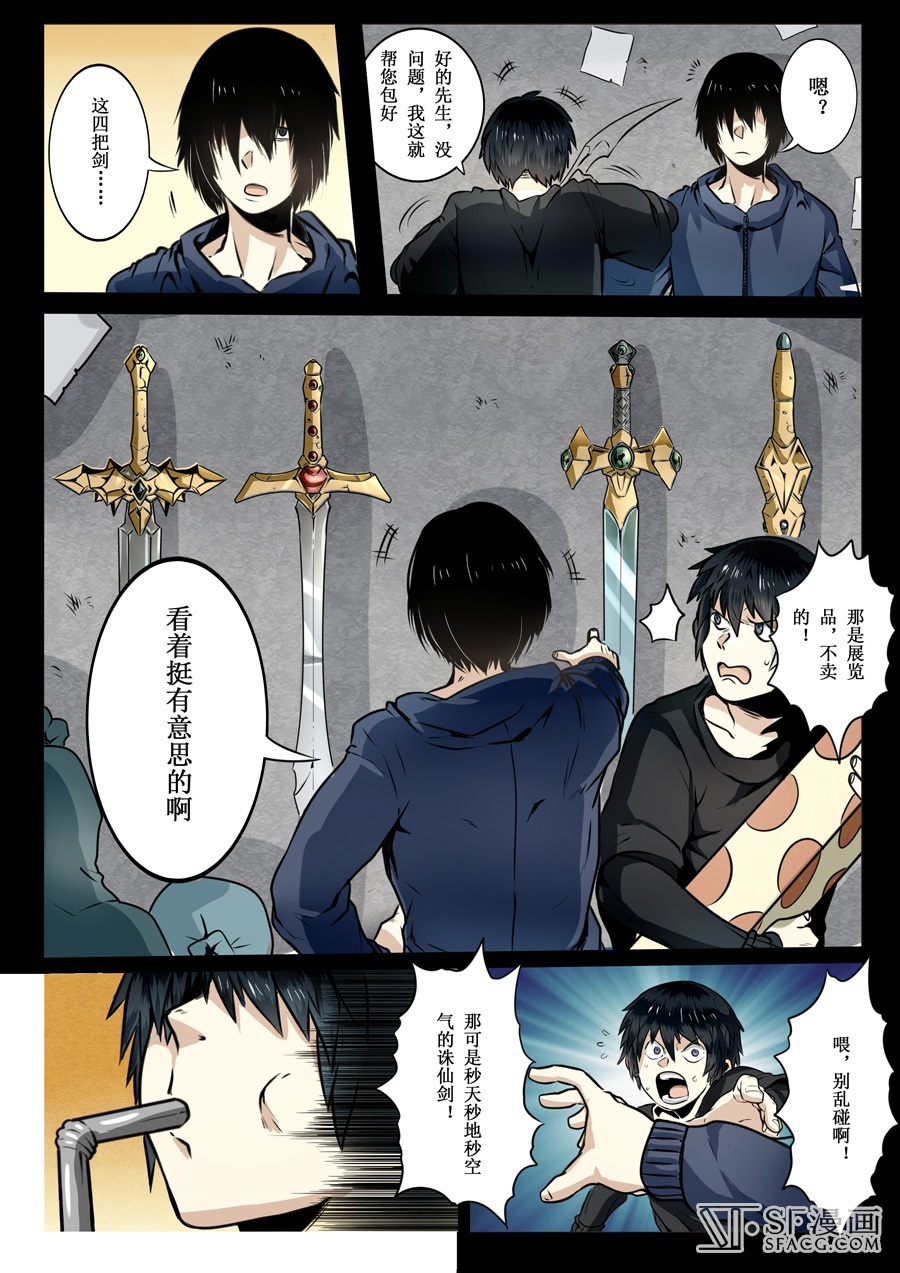 嗯？
好的先生，没
问题，我这就
帮您包好
这四把剑……
那是展览
品，不卖
的！
看着挺有意思的啊
喂，别乱碰啊！
那可是秒天秒地秒空
气的诛仙剑！
SF漫画
SFACG.COM